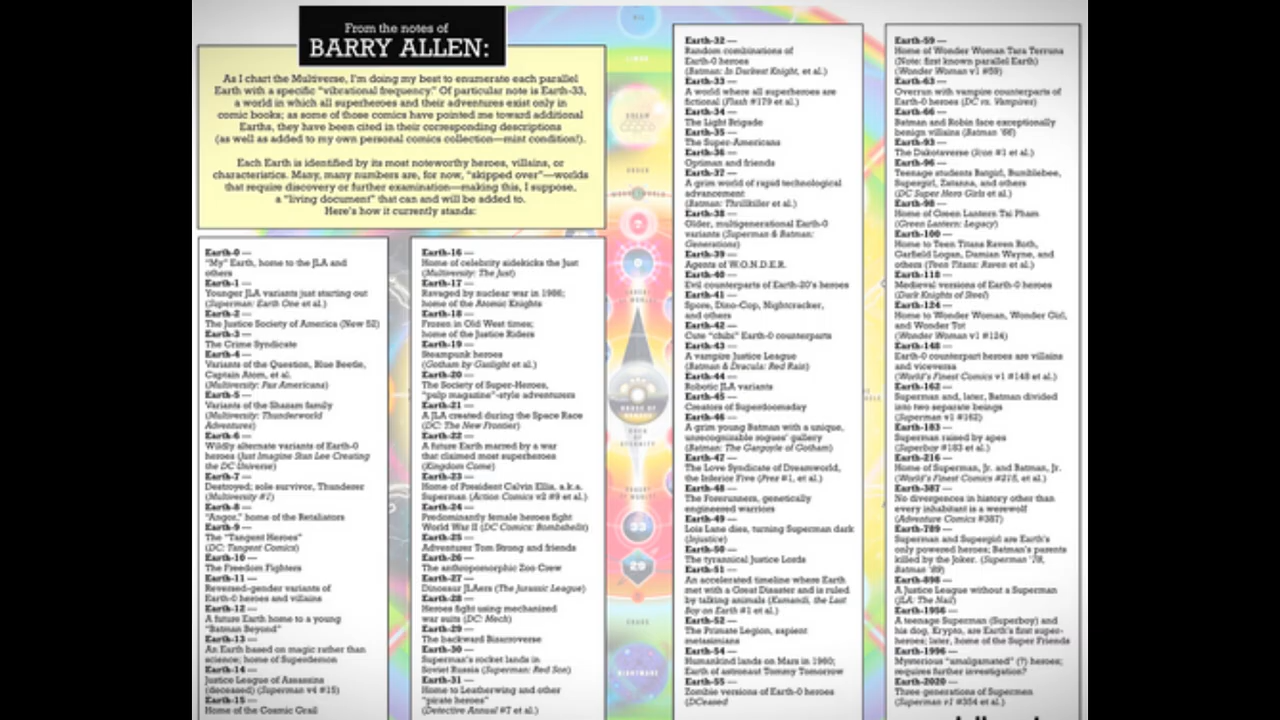 From the notes of
BARRY ALLEN:
As I chart the Multiverse, I'm doing my best to enumerate each parallel
Earth with a specific "vibrational frequency." Of particular note is Earth-33,
a world in which all superheroes and their adventures exist only in
comic books; as some of those comics have pointed me toward additional
Earths, they have been cited in their corresponding descriptions
(as well as added to my own personal comics collection—mint condition!).
Each Earth is identified by its most noteworthy heroes, villains, or
characteristics. Many, many numbers are, for now, "skipped over"—worlds
that require discovery or further examination—making this, I suppose,
a "living document" that can and will be added to.
Here's how it currently stands:
Earth-0 —
"My" Earth, home to the JLA and
others
Earth-1 —
Younger JLA variants just starting out
(Superman: Earth One et al.)
Earth-2 —
The Justice Society of America (New 52)
Earth-3 —
The Crime Syndicate
Earth-4 —
Variants of the Question, Blue Beetle,
Captain Atom, et al.
(Multiversity: Pax Americana)
Earth-5 —
Variants of the Shazam family
(Multiversity: Thunderworld
Adventures)
Earth-6 —
Wildly alternate variants of Earth-0
heroes (Just Imagine Stan Lee Creating
the DC Universe)
Earth-7 —
Destroyed; sole survivor, Thunderer
(Multiversity #1)
Earth-8 —
"Angor," home of the Retaliators
Earth-9 —
The "Tangent Heroes"
(DC: Tangent Comics)
Earth-10 —
The Freedom Fighters
Earth-11 —
Reversed-gender variants of
Earth-0 heroes and villains
Earth-12 —
A future Earth home to a young
"Batman Beyond"
Earth-13 —
An Earth based on magic rather than
science; home of Superdemon
Earth-14 —
Justice League of Assassins
(deceased) (Superman v4 #15)
Earth-15 —
Home of the Cosmic Grail
Earth-16 —
Home of celebrity sidekicks the Just
(Multiversity: The Just)
Earth-17 —
Ravaged by nuclear war in 1986;
home of the Atomic Knights
Earth-18 —
Frozen in Old West times;
home of the Justice Riders
Earth-19 —
Steampunk heroes
(Gotham by Gaslight et al.)
Earth-20 —
The Society of Super-Heroes,
"pulp magazine"-style adventurers
Earth-21 —
A JLA created during the Space Race
(DC: The New Frontier)
Earth-22 —
A future Earth marred by a war
that claimed most superheroes
(Kingdom Come)
Earth-23 —
Home of President Calvin Ellis, a.k.a.
Superman (Action Comics v2 #9 et al.)
Earth-24 —
Predominantly female heroes fight
World War II (DC Comics: Bombshells)
Earth-25 —
Adventurer Tom Strong and friends
Earth-26 —
The anthropomorphic Zoo Crew
Earth-27 —
Dinosaur JLAers (The Jurassic League)
Earth-28 —
Heroes fight using mechanized
war suits (DC: Mech)
Earth-29 —
The backward Bizarroverse
Earth-30 —
Superman's rocket lands in
Soviet Russia (Superman: Red Son)
Earth-31 —
Home to Leatherwing and other
"pirate heroes"
(Detective Annual #7 et al.)
33
29
NIGHTMARE
Earth-32 —
Random combinations of
Earth-0 heroes
(Batman: In Darkest Knight, et al.)
Earth-33 —
A world where all superheroes are
fictional (Flash #179 et al.)
Earth-34 —
The Light Brigade
Earth-35 —
The Super-Americans
Earth-36 —
Optiman and friends
Earth-37 —
A grim world of rapid technological
advancement
(Batman: Thrillkiller et al.)
Earth-38 —
Older, multigenerational Earth-0
variants (Superman & Batman:
Generations)
Earth-39 —
Agents of W.O.N.D.E.R.
Earth-40 —
Evil counterparts of Earth-20's heroes
Earth-41 —
Spore, Dino-Cop, Nightcracker,
and others
Earth-42 —
Cute "chibi" Earth-0 counterparts
Earth-43 —
A vampire Justice League
(Batman & Dracula: Red Rain)
Earth-44 —
Robotic JLA variants
Earth-45 —
Creators of Superdoomsday
Earth-46 —
A grim young Batman with a unique,
unrecognizable rogues' gallery
(Batman: The Gargoyle of Gotham)
Earth-47 —
The Love Syndicate of Dreamworld,
the Inferior Five (Prez #1, et al.)
Earth-48 —
The Forerunners, genetically
engineered warriors
Earth-49 —
Lois Lane dies, turning Superman dark
(Injustice)
Earth-50 —
The tyrannical Justice Lords
Earth-51 —
An accelerated timeline where Earth
met with a Great Disaster and is ruled
by talking animals (Kamandi, the Last
Boy on Earth #1 et al.)
Earth-52 —
The Primate Legion, sapient
metasimians
Earth-54 —
Humankind lands on Mars in 1960;
Earth of astronaut Tommy Tomorrow
Earth-55 —
Zombie versions of Earth-0 heroes
(DCeased
Earth-59 —
Home of Wonder Woman Tara Terruna
(Note: first known parallel Earth)
(Wonder Woman v1 #59)
Earth-63 —
Overrun with vampire counterparts of
Earth-0 heroes (DC vs. Vampires)
Earth-66 —
Batman and Robin face exceptionally
benign villains (Batman '66)
Earth-93 —
The Dakotaverse (Icon #1 et al.)
Earth-96 —
Teenage students Batgirl, Bumblebee,
Supergirl, Zatanna, and others
(DC Super Hero Girls et al.)
Earth-98 —
Home of Green Lantern Tai Pham
(Green Lantern: Legacy)
Earth-100 —
Home to Teen Titans Raven Roth,
Garfield Logan, Damian Wayne, and
others (Teen Titans: Raven et al.)
Earth-118 —
Medieval versions of Earth-0 heroes
(Dark Knights of Steel)
Earth-124 —
Home to Wonder Woman, Wonder Girl,
and Wonder Tot
(Wonder Woman v1 #124)
Earth-148 —
Earth-0 counterpart heroes are villains
and viceversa
(World's Finest Comics v1 #148 et al.)
Earth-162 —
Superman and, later, Batman divided
into two separate beings
(Superman v1 #162)
Earth-183 —
Superman raised by apes
(Superboy #183 et al.)
Earth-216 —
Home of Superman, Jr. and Batman, Jr.
(World's Finest Comics #215, et al.)
Earth-387 —
No divergences in history other than
every inhabitant is a werewolf
(Adventure Comics #387)
Earth-789 —
Superman and Supergirl are Earth's
only powered heroes; Batman's parents
killed by the Joker. (Superman '78,
Batman '89)
Earth-898 —
A Justice League without a Superman
(JLA: The Nail)
Earth-1956 —
A teenage Superman (Superboy) and
his dog, Krypto, are Earth's first super-
heroes; later, home of the Super Friends
Earth-1996 —
Mysterious "amalgamated" (?) heroes;
requires further investigation?
Earth-2020 —
Three generations of Supermen
(Superman v1 #354 et al.)